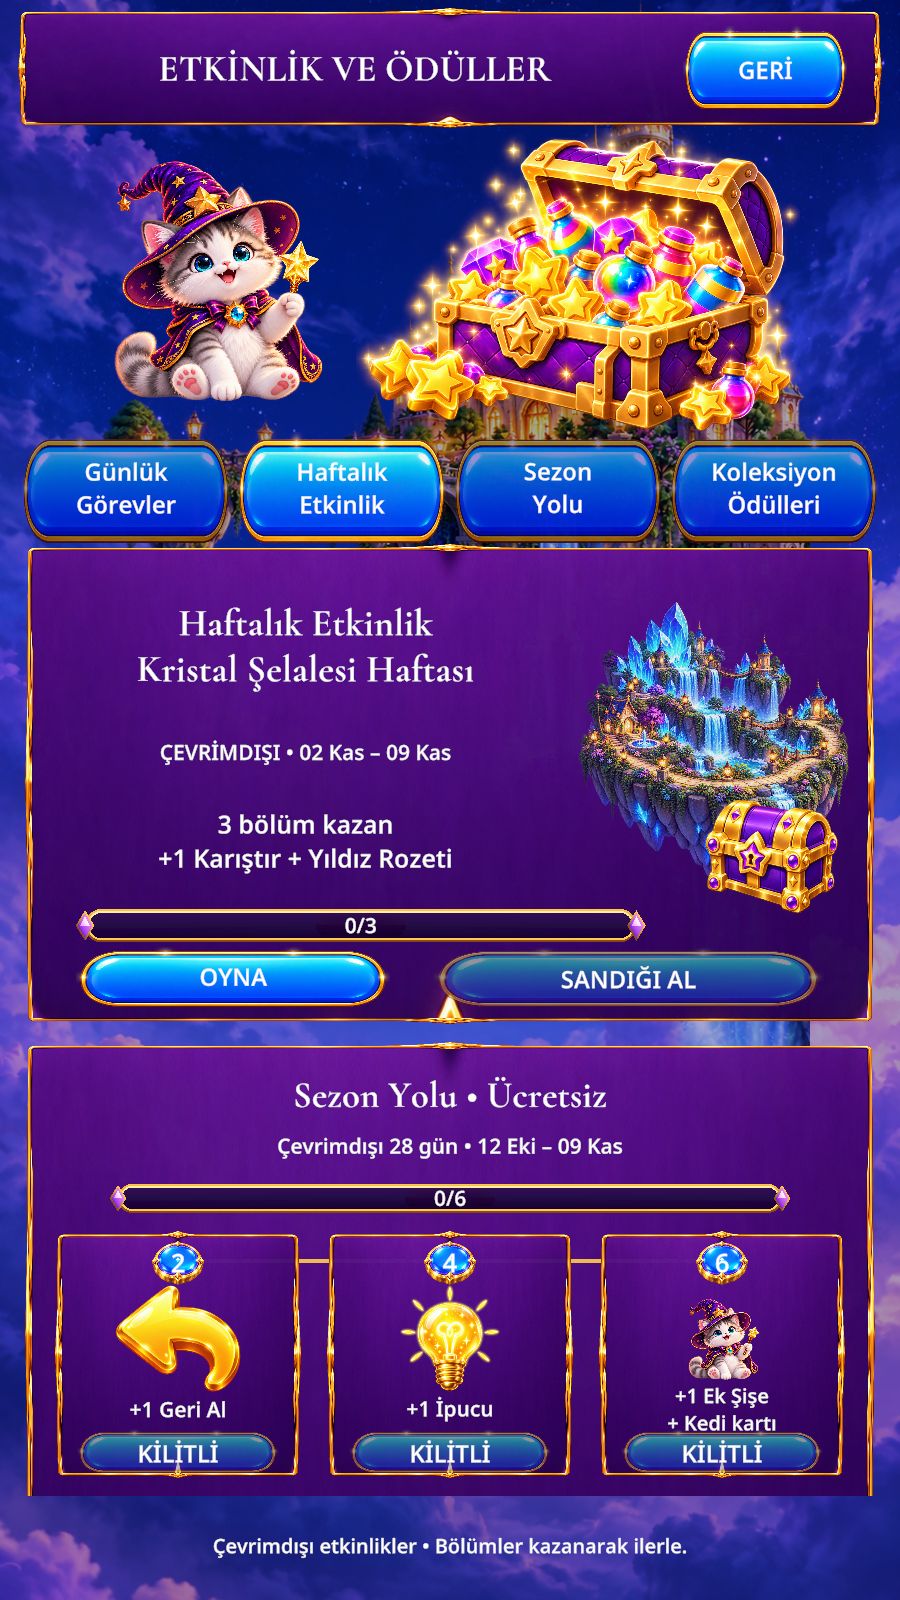 ETKİNLİK VE ÖDÜLLER
GERİ
Günlük
Görevler
Haftalık
Etkinlik
Sezon
Yolu
Koleksiyon
Ödülleri
Haftalık Etkinlik
Kristal Şelalesi Haftası
ÇEVRİMDIŞI • 02 Kas – 09 Kas
3 bölüm kazan
+1 Karıştır + Yıldız Rozeti
0/3
OYNA
SANDIĞI AL
Sezon Yolu • Ücretsiz
Çevrimdışı 28 gün • 12 Eki – 09 Kas
0/6
2
+1 Geri Al
KİLİTLİ
4
+1 İpucu
KİLİTLİ
6
+1 Ek Şişe
+ Kedi kartı
KİLİTLİ
Çevrimdışı etkinlikler • Bölümler kazanarak ilerle.